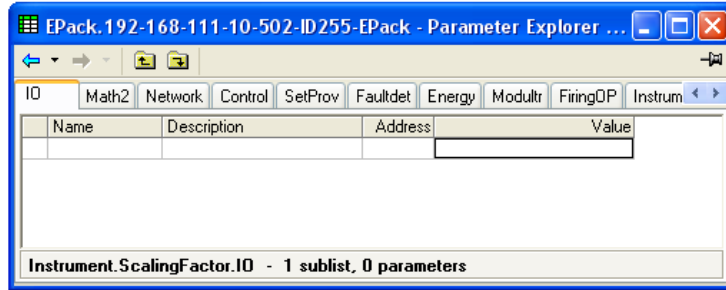 EPack.192-168-111-10-502-ID255-EPack - Parameter Explorer ...
IO Math2 Network Control SetProv Faultdet Energy Modultr FiringOP Instrum
Name Description Address Value
Instrument.ScalingFactor.IO - 1 sublist, 0 parameters